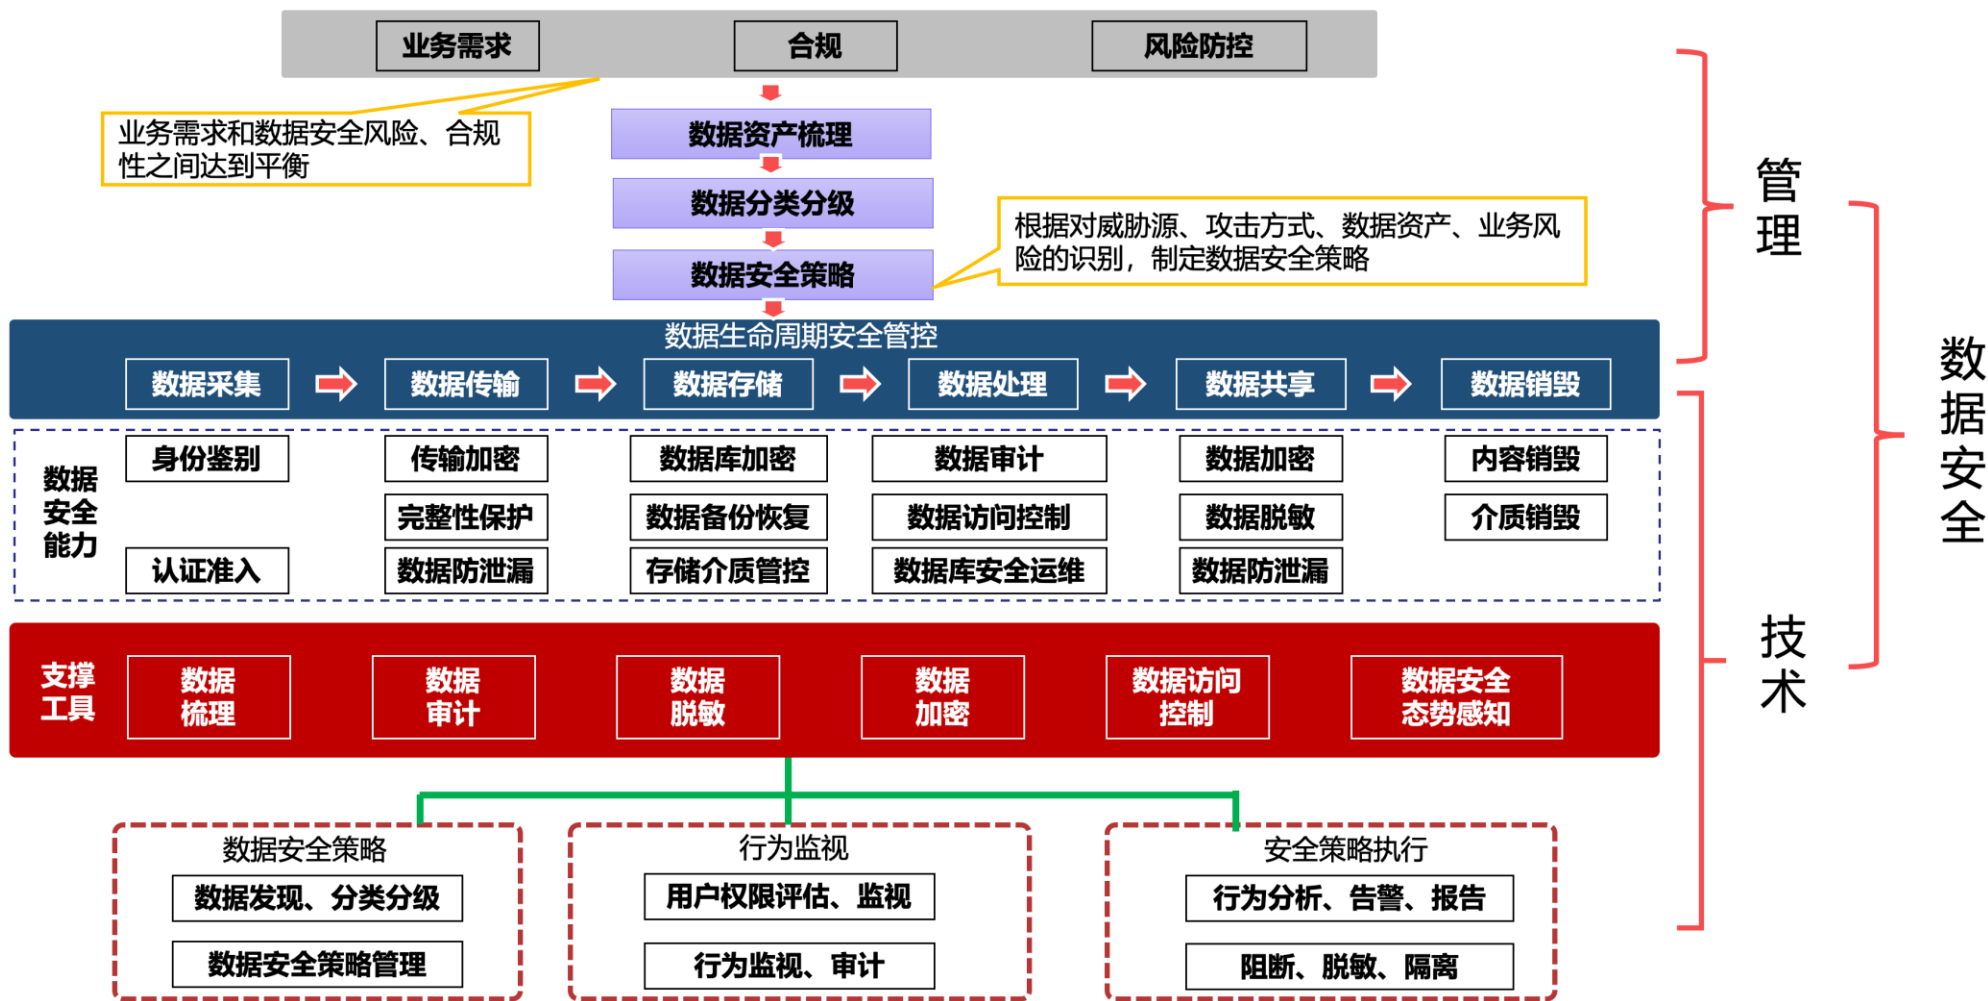 业务需求
合规
风险防控
业务需求和数据安全风险、合规
性之间达到平衡
数据资产梳理
数据分类分级
数据安全策略
根据对威胁源、攻击方式、数据资产、业务风
险的识别，制定数据安全策略
管
理
数据生命周期安全管控
数据采集
数据传输
数据存储
数据处理
数据共享
数据销毁
数据
安全
能力
身份鉴别
传输加密
数据库加密
数据审计
数据加密
内容销毁
完整性保护
数据备份恢复
数据访问控制
数据脱敏
介质销毁
认证准入
数据防泄漏
存储介质管控
数据库安全运维
数据防泄漏
数
据
安
全
支撑
工具
数据
梳理
数据
审计
数据
脱敏
数据
加密
数据访问
控制
数据安全
态势感知
技
术
数据安全策略
数据发现、分类分级
数据安全策略管理
行为监视
用户权限评估、监视
行为监视、审计
安全策略执行
行为分析、告警、报告
阻断、脱敏、隔离